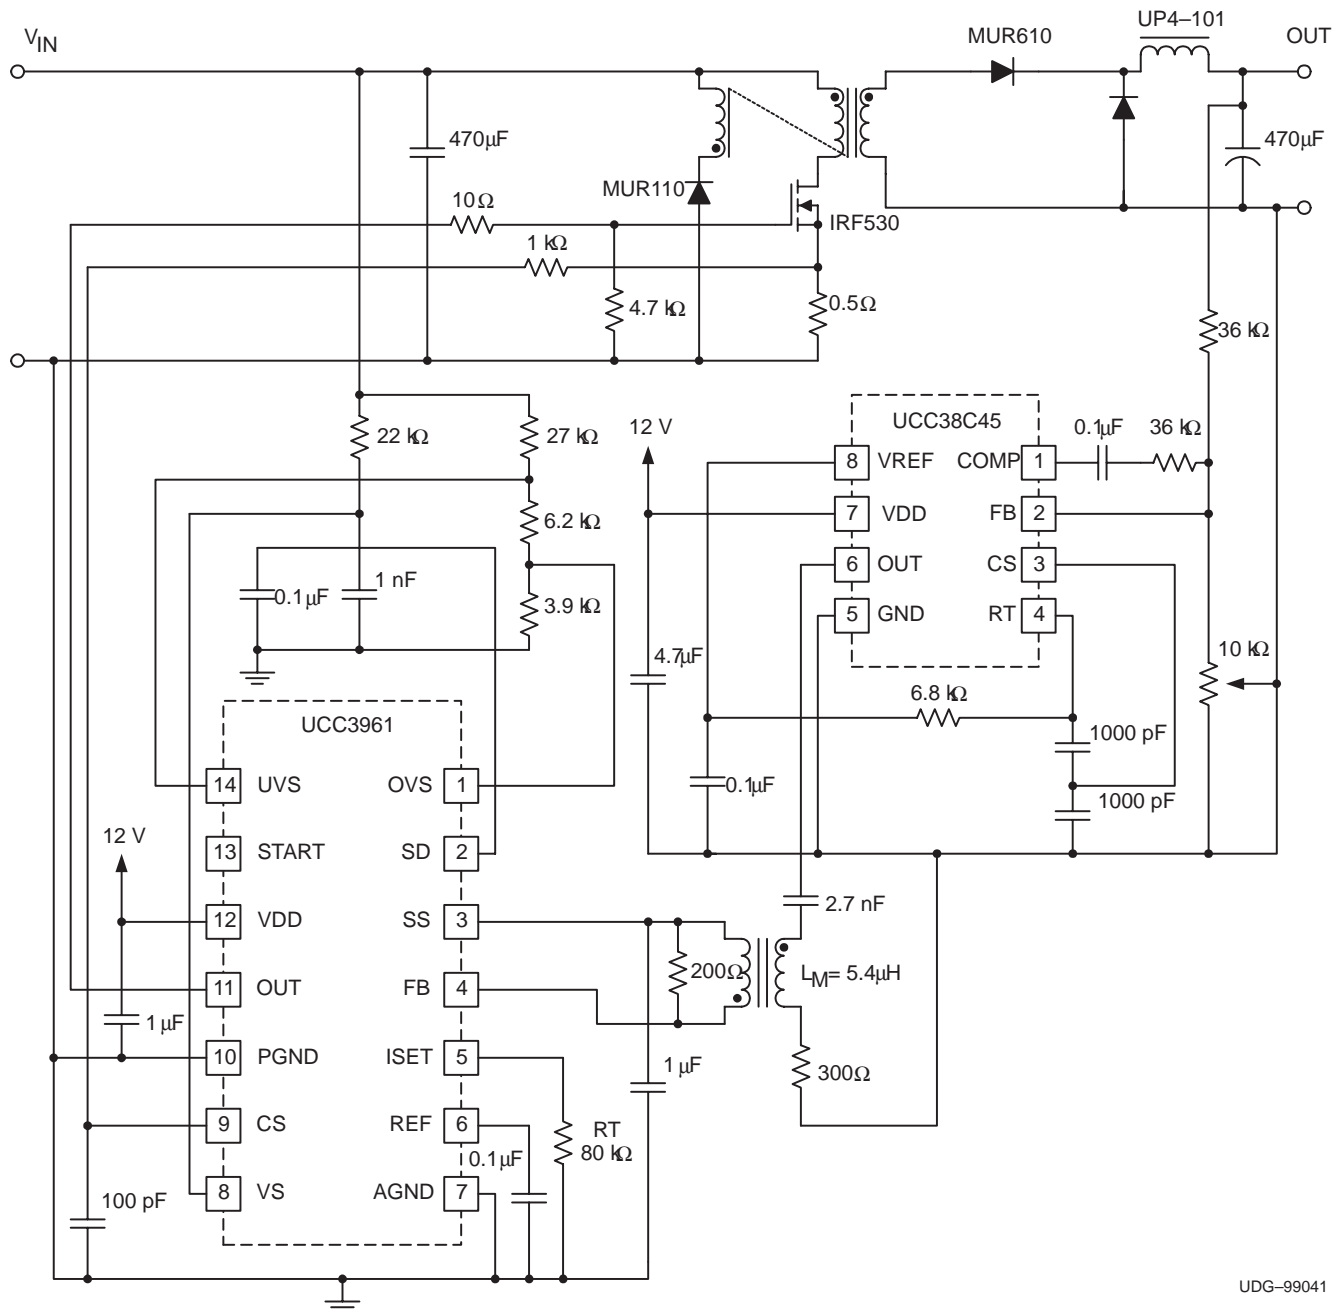 UP4–101
MUR610
OUT
VIN
470µF
470µF
MUR110
10Ω
IRF530
1 kΩ
4.7 kΩ
0.5Ω
36 kΩ
22 kΩ
27 kΩ
12 V
UCC38C45
0.1µF
36 kΩ
8 VREF COMP 1
6.2 kΩ
7 VDD FB 2
1 nF
0.1µF
6 OUT CS 3
3.9 kΩ
5 GND RT 4
4.7µF
10 kΩ
6.8 kΩ
UCC3961
1000 pF
14 UVS OVS 1
0.1µF
1000 pF
12 V
13 START SD 2
2.7 nF
12 VDD SS 3
200Ω
LM= 5.4µH
11 OUT FB 4
1 µF
10 PGND ISET 5
1 µF
300Ω
9 CS REF 6
RT
80 kΩ
0.1µF
100 pF
8 VS AGND 7
UDG–99041